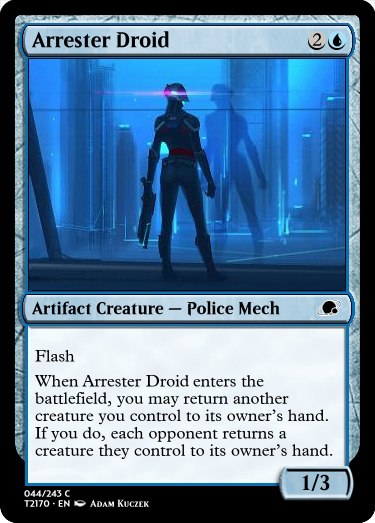 Arrester Droid 2
Artifact Creature — Police Mech
Flash
When Arrester Droid enters the
battlefield, you may return another
creature you control to its owner's hand.
If you do, each opponent returns a
creature they control to its owner's hand.
1/3
044/243 C
T2170 • EN Adam Kuczek